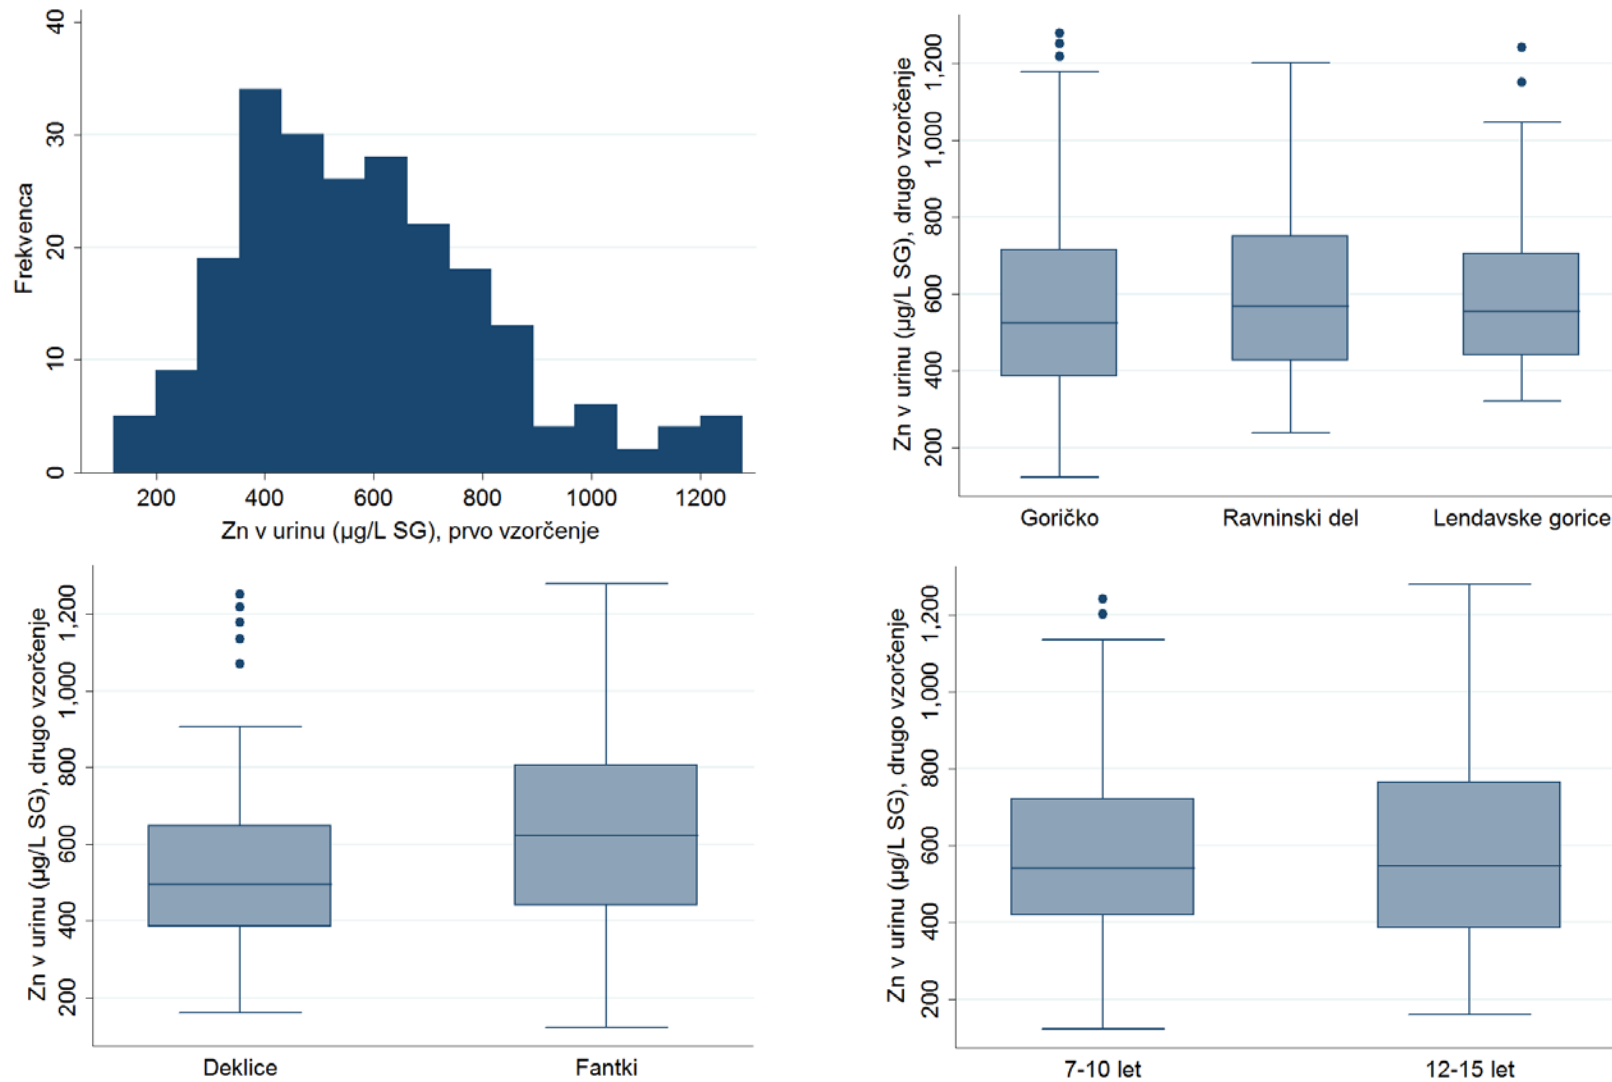 Frekvenca
40
30
20
10
0
200 400 600 800 1000 1200
Zn v urinu (µg/L SG), prvo vzorčenje
Zn v urinu (µg/L SG), drugo vzorčenje
1,200
1,000
800
600
400
200
Goričko Ravninski del Lendavske gorice
Zn v urinu (µg/L SG), drugo vzorčenje
1,200
1,000
800
600
400
200
Deklice Fantki
Zn v urinu (µg/L SG), drugo vzorčenje
1,200
1,000
800
600
400
200
7-10 let 12-15 let